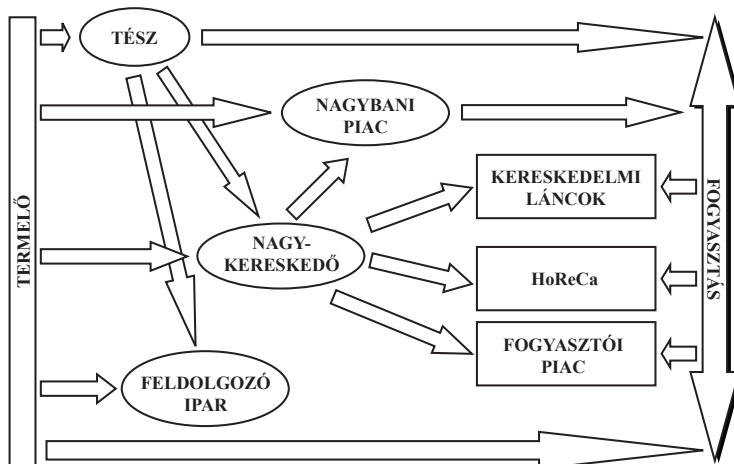 TERMELŐ
TÉSZ
NAGYBANI
PIAC
NAGY-
KERESKEDŐ
FELDOLGOZÓ
IPAR
KERESKEDELMI
LÁNCOK
HoReCa
FOGYASZTÓI
PIAC
FOGYASZTÁS